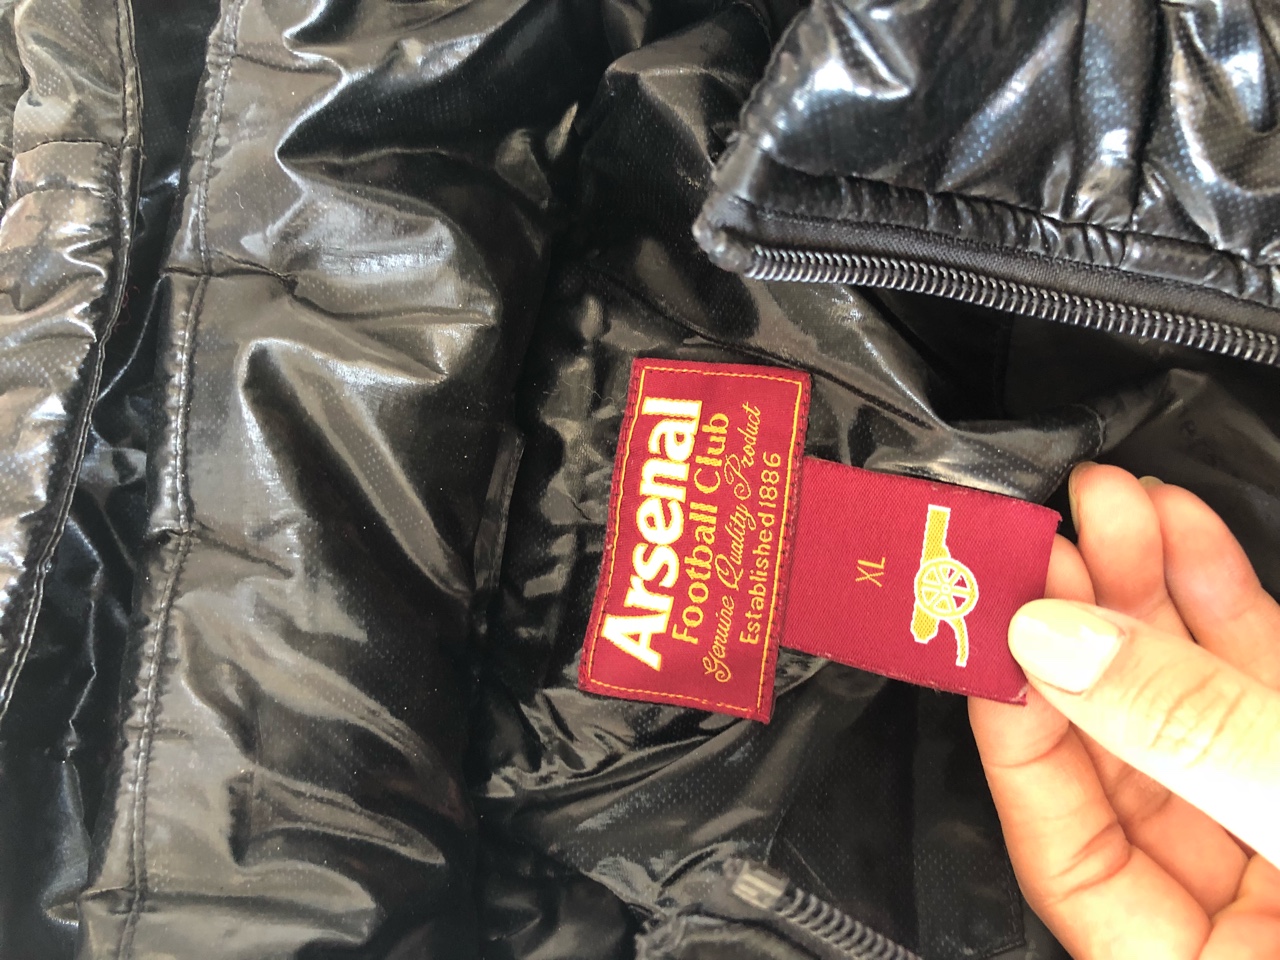 Arsenal
Football Club
Genuine Quality Product
Established 1886
XL